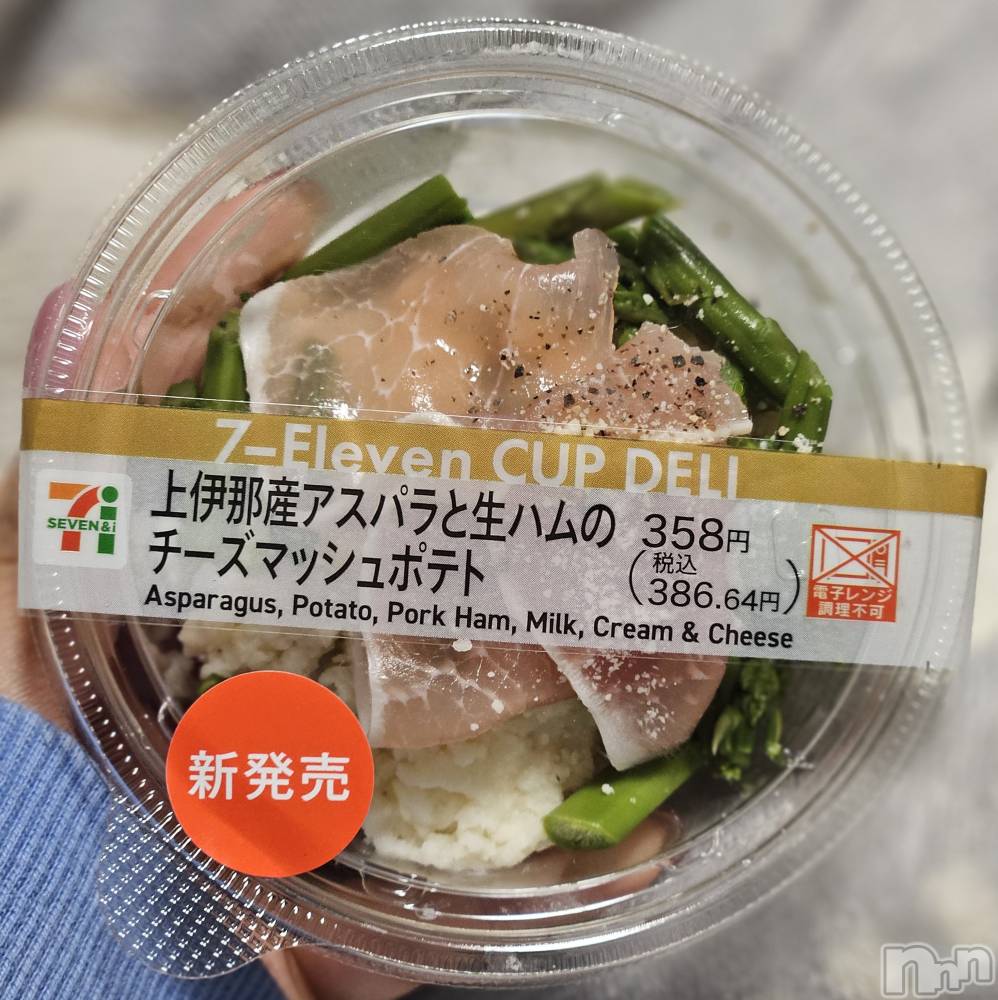 7-Eleven CUP DELI
SEVEN&i
上伊那産アスパラと生ハムの
チーズマッシュポテト
358円
(税込
386.64円)
Asparagus, Potato, Pork Ham, Milk, Cream & Cheese
電子レンジ
調理不可
新発売
nnn